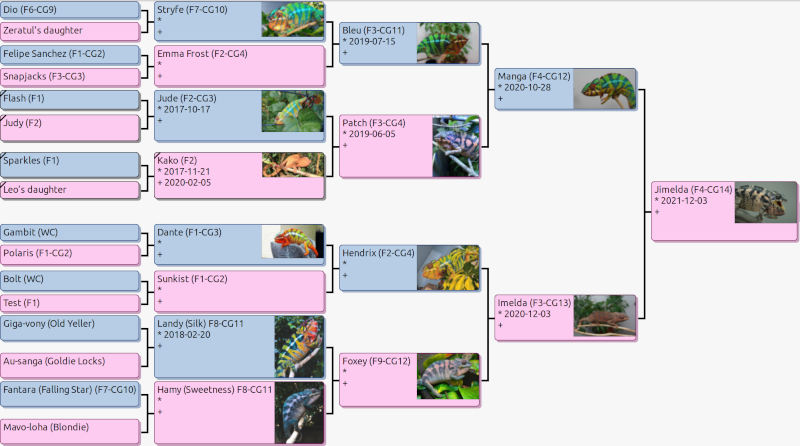 Dio (F6-CG9)
Zeratul's daughter
Felipe Sanchez (F1-CG2)
Snapjacks (F3-CG3)
Flash (F1)
Judy (F2)
Sparkles (F1)
Leo's daughter
Gambit (WC)
Polaris (F1-CG2)
Bolt (WC)
Test (F1)
Giga-vony (Old Yeller)
Au-sanga (Goldie Locks)
Fantara (Falling Star) (F7-CG10)
Mavo-loha (Blondie)
Stryfe (F7-CG10)
*
+
Emma Frost (F2-CG4)
*
+
Jude (F2-CG3)
* 2017-10-17
+
Kako (F2)
* 2017-11-21
+ 2020-02-05
Dante (F1-CG3)
*
+
Sunkist (F1-CG2)
*
+
Landy (Silk) F8-CG11
* 2018-02-20
+
Hamy (Sweetness) F8-CG11
*
+
Bleu (F3-CG11)
* 2019-07-15
+
Patch (F3-CG4)
* 2019-06-05
+
Hendrix (F2-CG4)
*
+
Foxey (F9-CG12)
*
+
Manga (F4-CG12)
* 2020-10-28
+
Imelda (F3-CG13)
* 2020-12-03
+
Jimelda (F4-CG14)
* 2021-12-03
+